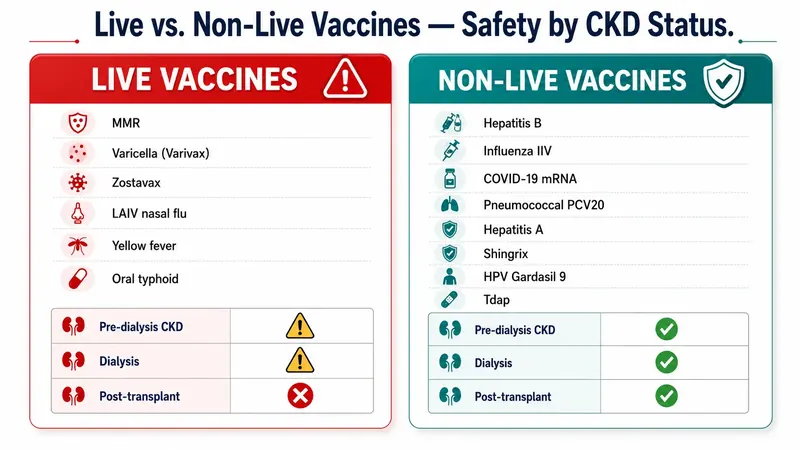 Live vs. Non-Live Vaccines — Safety by CKD Status.
LIVE VACCINES
MMR
Varicella (Varivax)
Zostavax
LAIV nasal flu
Yellow fever
Oral typhoid
Pre-dialysis CKD
Dialysis
Post-transplant
NON-LIVE VACCINES
Hepatitis B
Influenza IIV
COVID-19 mRNA
Pneumococcal PCV20
Hepatitis A
Shingrix
HPV Gardasil 9
Tdap
Pre-dialysis CKD
Dialysis
Post-transplant